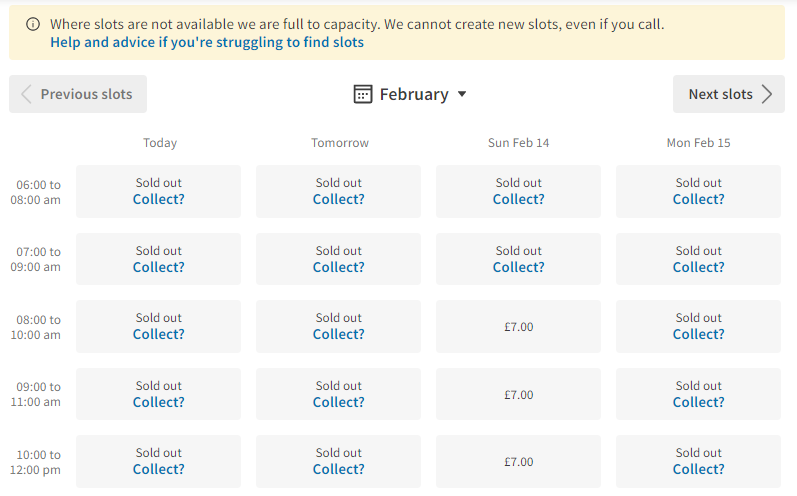 Where slots are not available we are full to capacity. We cannot create new slots, even if you call.
Help and advice if you're struggling to find slots
Previous slots
February
Next slots
Today
Tomorrow
Sun Feb 14
Mon Feb 15
06:00 to
08:00 am
Sold out
Collect?
Sold out
Collect?
Sold out
Collect?
Sold out
Collect?
07:00 to
09:00 am
Sold out
Collect?
Sold out
Collect?
Sold out
Collect?
Sold out
Collect?
08:00 to
10:00 am
Sold out
Collect?
Sold out
Collect?
£7.00
Sold out
Collect?
09:00 to
11:00 am
Sold out
Collect?
Sold out
Collect?
£7.00
Sold out
Collect?
10:00 to
12:00 pm
Sold out
Collect?
Sold out
Collect?
£7.00
Sold out
Collect?